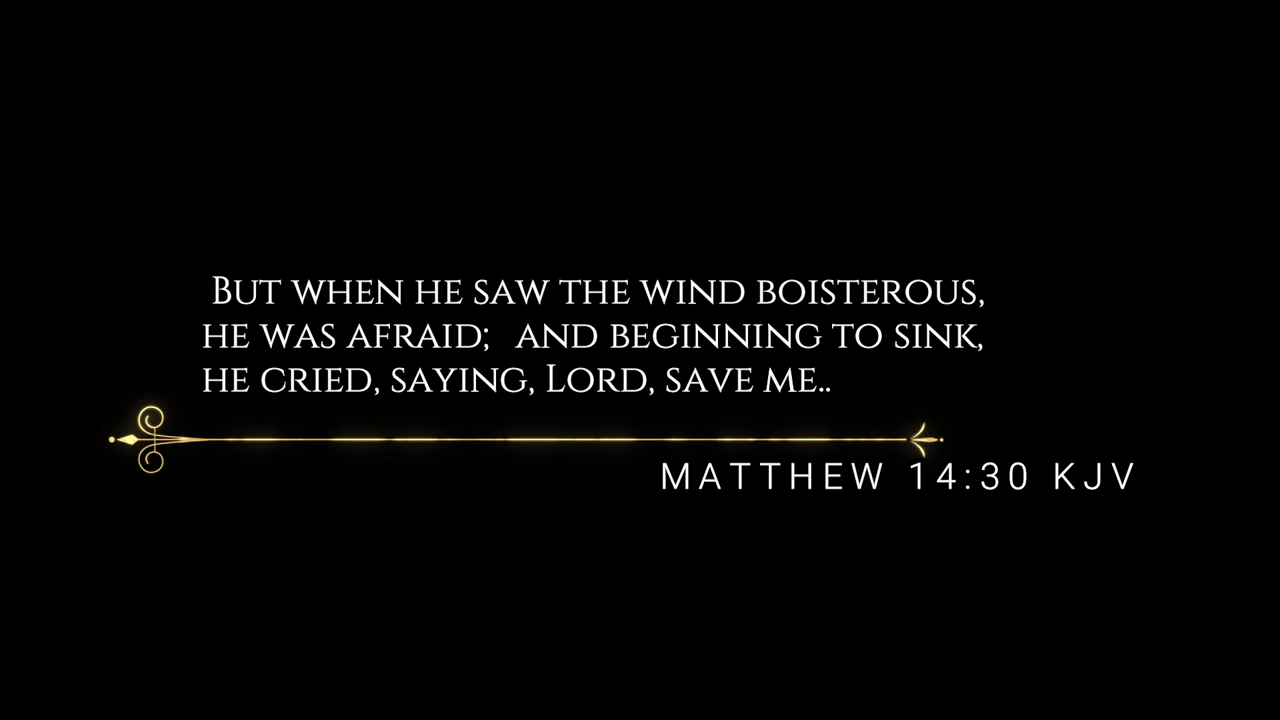 But when he saw the wind boisterous,
he was afraid; and beginning to sink,
he cried, saying, Lord, save me..
MATTHEW 14:30 KJV